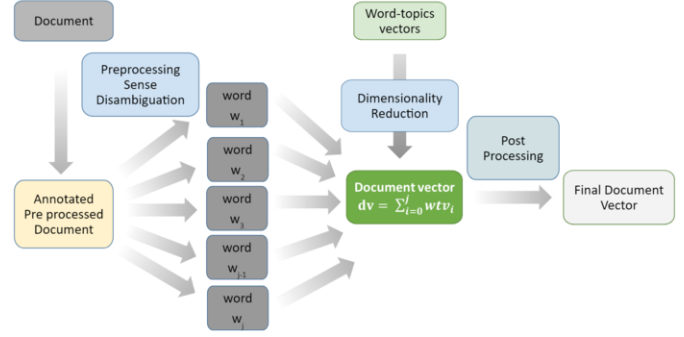 Document
Word-topics
vectors
Preprocessing
Sense
Disambiguation
word
w1
Dimensionality
Reduction
Post
Processing
word
w2
Annotated
Pre processed
Document
word
w3
Document vector
dv = ∑_{i=0}^{j} wtv_i
Final Document
Vector
word
wj-1
word
wj